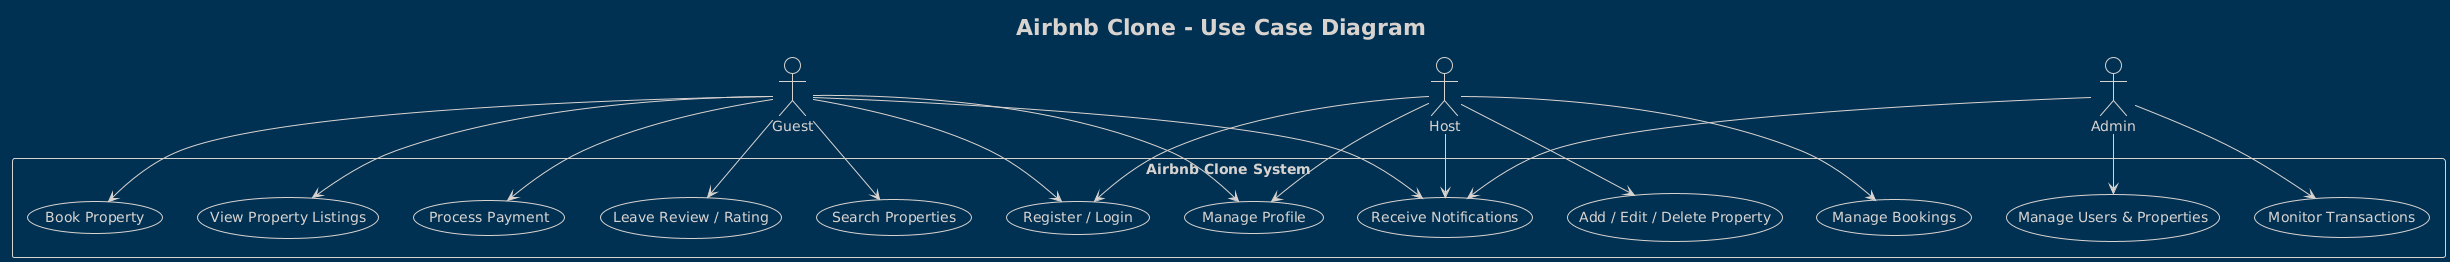 Airbnb Clone - Use Case Diagram
Guest
Host
Admin
Airbnb Clone System
Book Property
View Property Listings
Process Payment
Leave Review / Rating
Search Properties
Register / Login
Manage Profile
Receive Notifications
Add / Edit / Delete Property
Manage Bookings
Manage Users & Properties
Monitor Transactions